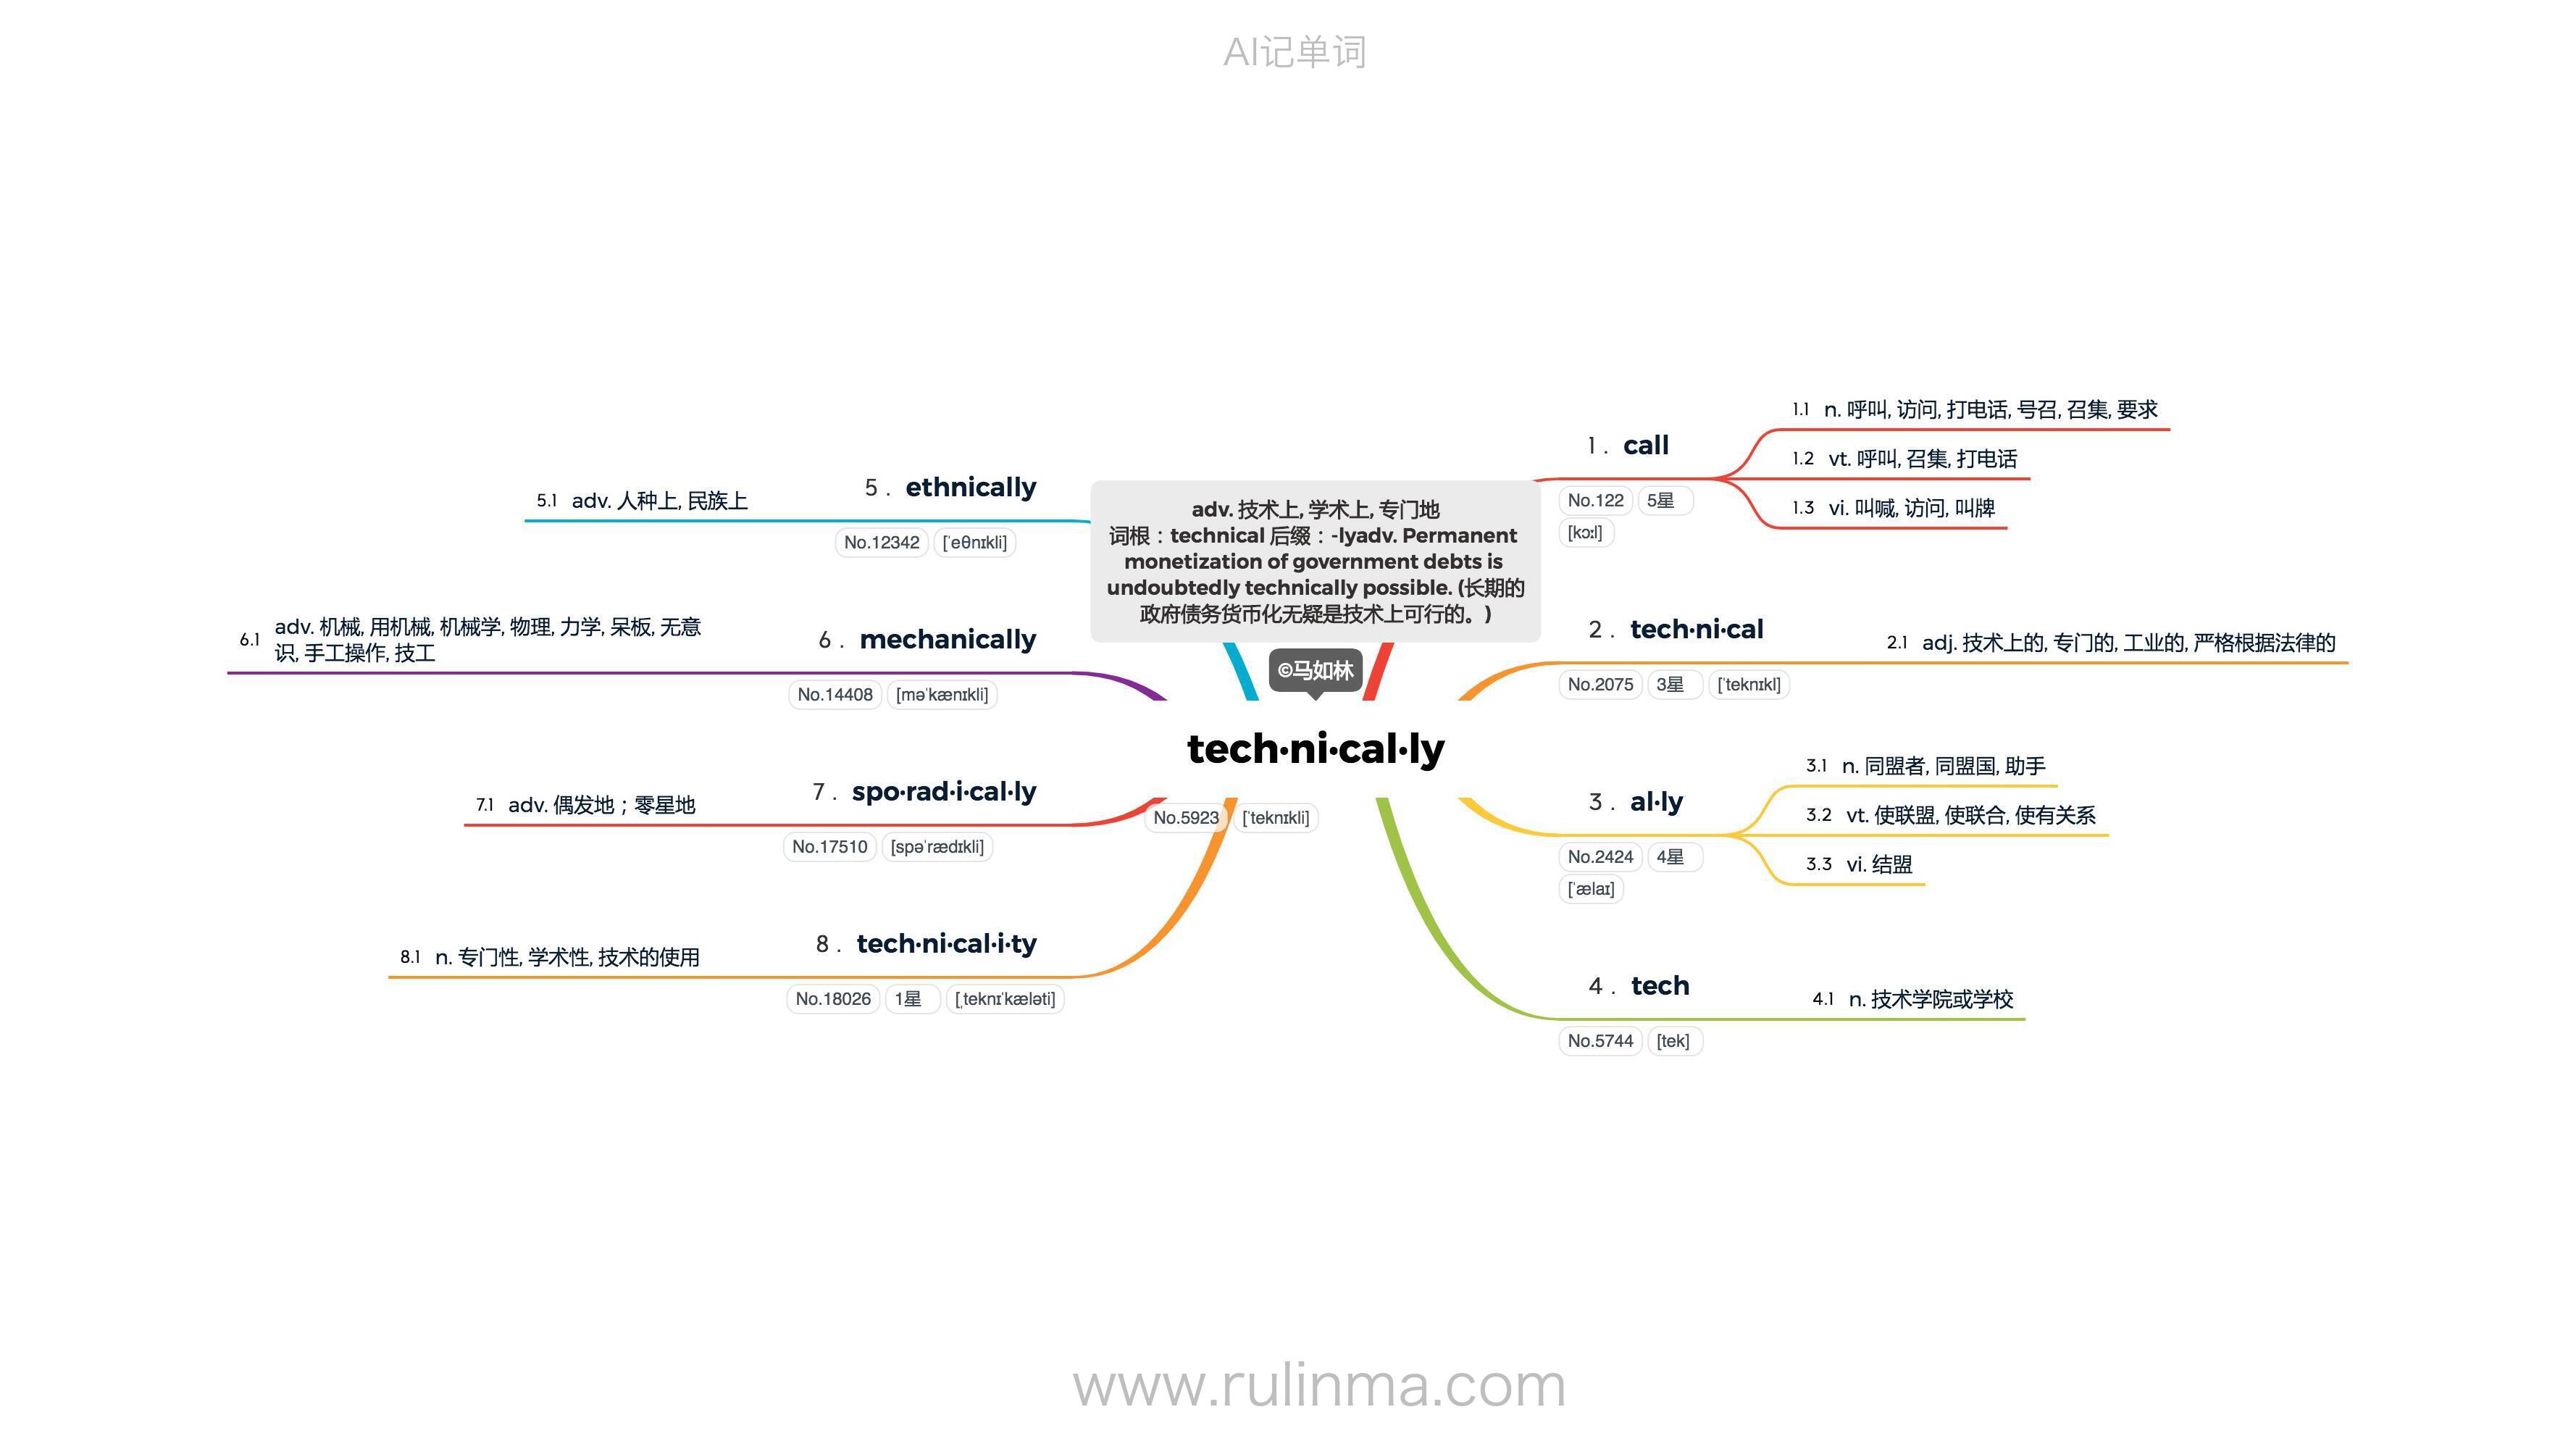 AI记单词
adv. 技术上, 学术上, 专门地
词根：technical 后缀：-lyadv. Permanent
monetization of government debts is
undoubtedly technically possible. (长期的
政府债务货币化无疑是技术上可行的。)
©马如林
tech·ni·cal·ly
No.5923 [ˈteknɪkli]
1 . call
No.122 5星
[kɔːl]
1.1 n. 呼叫, 访问, 打电话, 号召, 召集, 要求
1.2 vt. 呼叫, 召集, 打电话
1.3 vi. 叫喊, 访问, 叫牌
2 . tech·ni·cal
No.2075 3星 [ˈteknɪkl]
2.1 adj. 技术上的, 专门的, 工业的, 严格根据法律的
3 . al·ly
No.2424 4星
[ˈælaɪ]
3.1 n. 同盟者, 同盟国, 助手
3.2 vt. 使联盟, 使联合, 使有关系
3.3 vi. 结盟
4 . tech
No.5744 [tek]
4.1 n. 技术学院或学校
5 . ethnically
No.12342 [ˈeθnɪkli]
5.1 adv. 人种上, 民族上
6 . mechanically
No.14408 [məˈkænɪkli]
6.1 adv. 机械, 用机械, 机械学, 物理, 力学, 呆板, 无意
识, 手工操作, 技工
7 . spo·rad·i·cal·ly
No.17510 [spəˈrædɪkli]
7.1 adv. 偶发地；零星地
8 . tech·ni·cal·i·ty
No.18026 1星 [ˌteknɪˈkæləti]
8.1 n. 专门性, 学术性, 技术的使用
www.rulinma.com